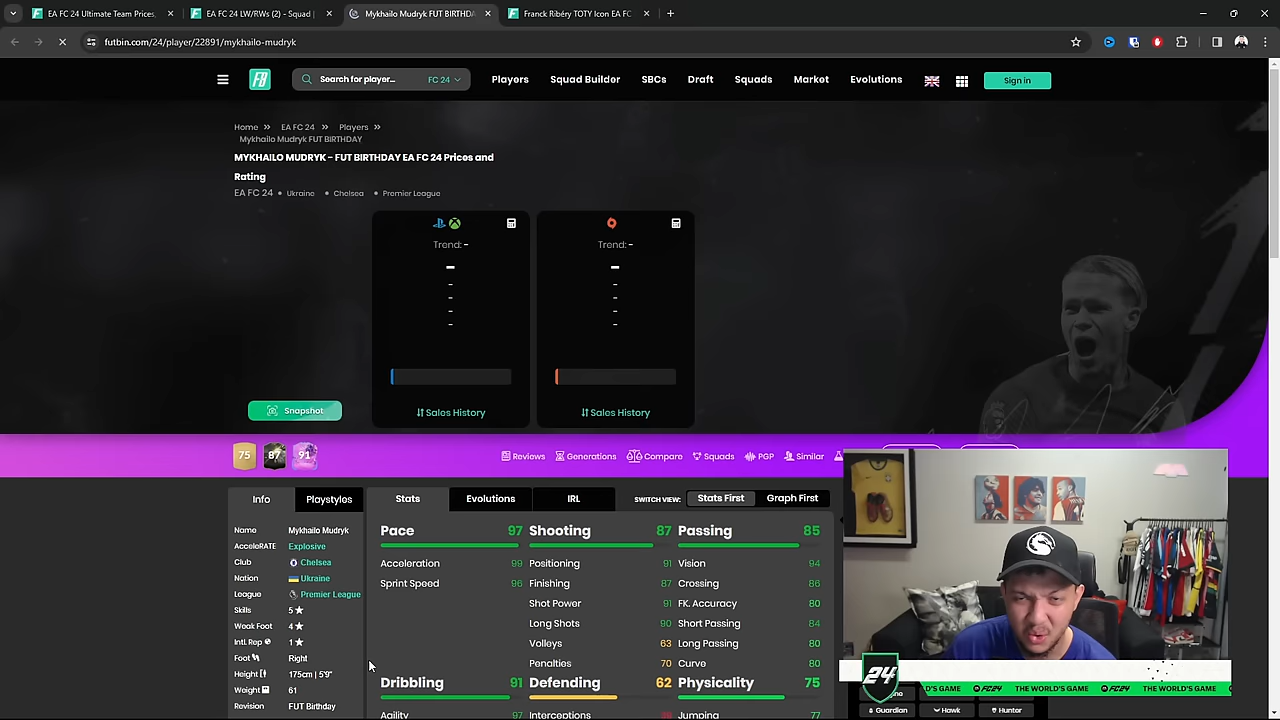 EA FC 24 Ultimate Team Prices,
EA FC 24 LW/RWs (2) - Squad |
Mykhailo Mudryk FUT BIRTHDA
Franck Ribéry TOTY Icon EA FC
futbin.com/24/player/22891/mykhailo-mudryk
FB
Search for player...
FC 24
Players
Squad Builder
SBCs
Draft
Squads
Market
Evolutions
Sign in
Home » EA FC 24 » Players »
Mykhailo Mudryk FUT BIRTHDAY
MYKHAILO MUDRYK - FUT BIRTHDAY EA FC 24 Prices and
Rating
EA FC 24 • Ukraine • Chelsea • Premier League
Trend: -
Trend: -
Snapshot
Sales History
Sales History
75
87
91
Reviews
Generations
Compare
Squads
PGP
Similar
Info
Playstyles
Stats
Evolutions
IRL
SWITCH VIEW:
Stats First
Graph First
Name Mykhailo Mudryk
AcceleRATE Explosive
Club Chelsea
Nation Ukraine
League Premier League
Skills 5
Weak Foot 4
Intl.Rep 1
Foot Right
Height 175cm | 5'9"
Weight 61
Revision FUT Birthday
Pace 97
Acceleration 99
Sprint Speed 96
Shooting 87
Positioning 91
Finishing 87
Shot Power 91
Long Shots 90
Volleys 63
Penalties 70
Passing 85
Vision 94
Crossing 86
FK. Accuracy 80
Short Passing 84
Long Passing 80
Curve 80
Dribbling 91
Agility 97
Defending 62
Interceptions
Physicality 75
Jumping 77
24
D'S GAME
FC24
THE WORLD'S GAME
FC24
THE WORLD'S GAME
FC24
Guardian
Hawk
Hunter